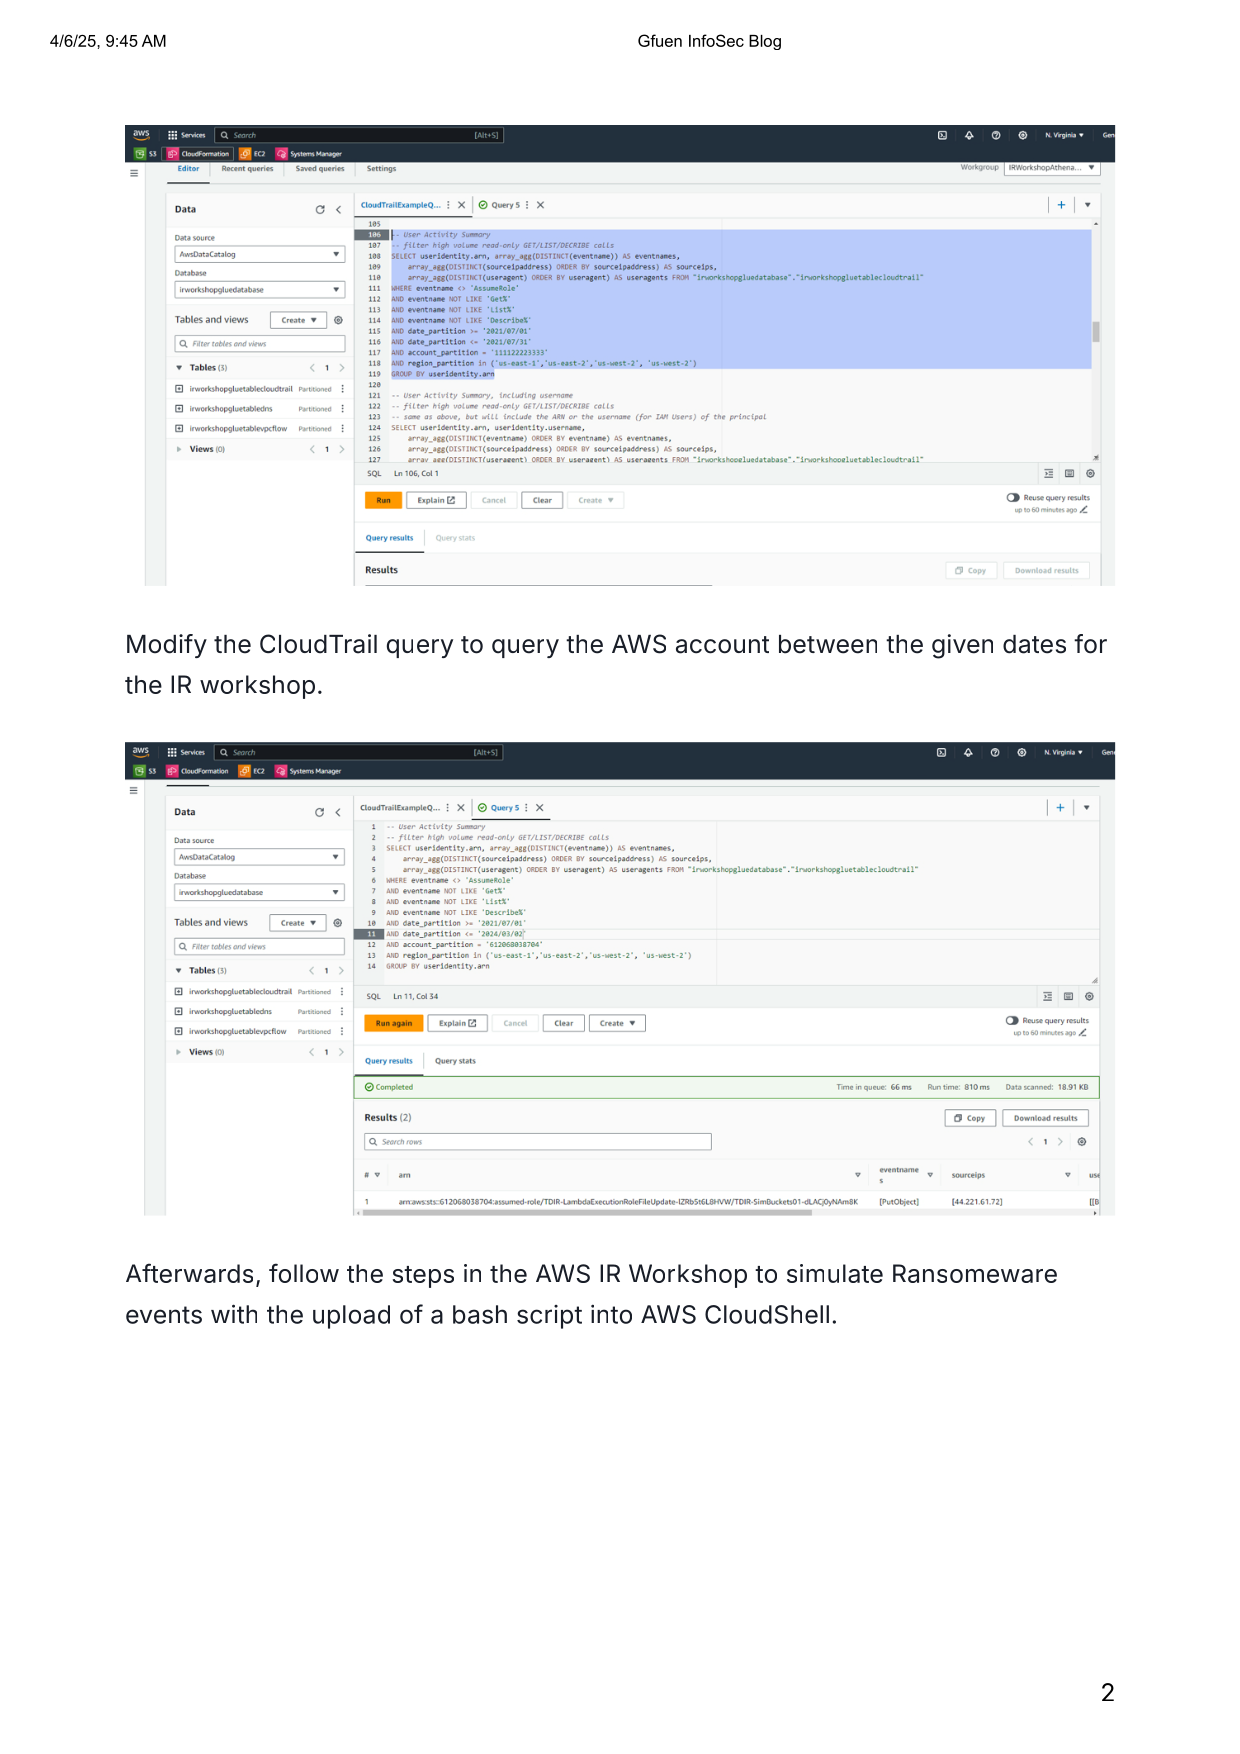 4/6/25, 9:45 AM
Gfuen InfoSec Blog
aws
Services
Search
[Alt+S]
N. Virginia
S3
CloudFormation
EC2
Systems Manager
Editor
Recent queries
Saved queries
Settings
Workgroup
IRWorkshopAthena...
Data
CloudTrailExampleQ...
Query 5
Data source
AwsDataCatalog
Database
irworkshopgluedatabase
Tables and views
Create
Filter tables and views
Tables (3)
1
irworkshopgluetablecloudtrail Partitioned
irworkshopgluetabledns Partitioned
irworkshopgluetablevpcflow Partitioned
Views (0)
1
105
106 -- User Activity Summary
107 -- filter high volume read-only GET/LIST/DECRIBE calls
108 SELECT useridentity.arn, array_agg(DISTINCT(eventname)) AS eventnames,
109 array_agg(DISTINCT(sourceipaddress) ORDER BY sourceipaddress) AS sourceips,
110 array_agg(DISTINCT(useragent) ORDER BY useragent) AS useragents FROM "irworkshopgluedatabase"."irworkshopgluetablecloudtrail"
111 WHERE eventname <> 'AssumeRole'
112 AND eventname NOT LIKE 'Get%'
113 AND eventname NOT LIKE 'List%'
114 AND eventname NOT LIKE 'Describe%'
115 AND date_partition >= '2021/07/01'
116 AND date_partition <= '2021/07/31'
117 AND account_partition = '111122223333'
118 AND region_partition in ('us-east-1','us-east-2','us-west-2', 'us-west-2')
119 GROUP BY useridentity.arn
120
121 -- User Activity Summary, including username
122 -- filter high volume read-only GET/LIST/DECRIBE calls
123 -- same as above, but will include the ARN or the username (for IAM Users) of the principal
124 SELECT useridentity.arn, useridentity.username,
125 array_agg(DISTINCT(eventname) ORDER BY eventname) AS eventnames,
126 array_agg(DISTINCT(sourceipaddress) ORDER BY sourceipaddress) AS sourceips,
127 array_agg(DISTINCT(useragent) ORDER BY useragent) AS useragents FROM "irworkshopgluedatabase"."irworkshopgluetablecloudtrail"
SQL Ln 106, Col 1
Run
Explain
Cancel
Clear
Create
Reuse query results
up to 60 minutes ago
Query results
Query stats
Results
Copy
Download results
Modify the CloudTrail query to query the AWS account between the given dates for
the IR workshop.
aws
Services
Search
[Alt+S]
N. Virginia
S3
CloudFormation
EC2
Systems Manager
Data
CloudTrailExampleQ...
Query 5
Data source
AwsDataCatalog
Database
irworkshopgluedatabase
Tables and views
Create
Filter tables and views
Tables (3)
1
irworkshopgluetablecloudtrail Partitioned
irworkshopgluetabledns Partitioned
irworkshopgluetablevpcflow Partitioned
Views (0)
1
1 -- User Activity Summary
2 -- filter high volume read-only GET/LIST/DECRIBE calls
3 SELECT useridentity.arn, array_agg(DISTINCT(eventname)) AS eventnames,
4 array_agg(DISTINCT(sourceipaddress) ORDER BY sourceipaddress) AS sourceips,
5 array_agg(DISTINCT(useragent) ORDER BY useragent) AS useragents FROM "irworkshopgluedatabase"."irworkshopgluetablecloudtrail"
6 WHERE eventname <> 'AssumeRole'
7 AND eventname NOT LIKE 'Get%'
8 AND eventname NOT LIKE 'List%'
9 AND eventname NOT LIKE 'Describe%'
10 AND date_partition >= '2021/07/01'
11 AND date_partition <= '2024/03/02'
12 AND account_partition = '612068038704'
13 AND region_partition in ('us-east-1','us-east-2','us-west-2', 'us-west-2')
14 GROUP BY useridentity.arn
SQL Ln 11, Col 34
Run again
Explain
Cancel
Clear
Create
Reuse query results
up to 60 minutes ago
Query results
Query stats
Completed
Time in queue: 66 ms
Run time: 810 ms
Data scanned: 18.91 KB
Results (2)
Copy
Download results
Search rows
1
# arn eventnames sourceips
1 arn:aws:sts::612068038704:assumed-role/TDIR-LambdaExecutionRoleFileUpdate-IZRb5t6L8HVW/TDIR-SimBuckets01-dLACj0yNAm8K [PutObject] [44.221.61.72]
Afterwards, follow the steps in the AWS IR Workshop to simulate Ransomeware
events with the upload of a bash script into AWS CloudShell.
2